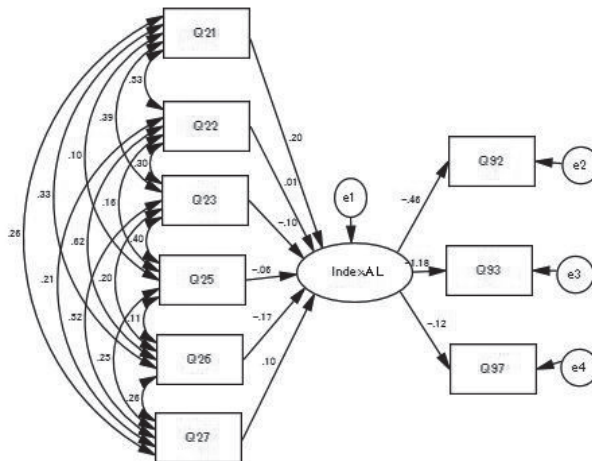 Q21
.53
Q22
.39
.20
.10
.30
.01
Q92
e2
.33
.16
Q23
-.10
e1
-.46
.26
.62
.40
IndexAL
-1.18
Q93
e3
.21
.20
Q25
-.06
.52
.11
-.17
-.12
.25
Q26
.10
Q97
e4
.26
Q27